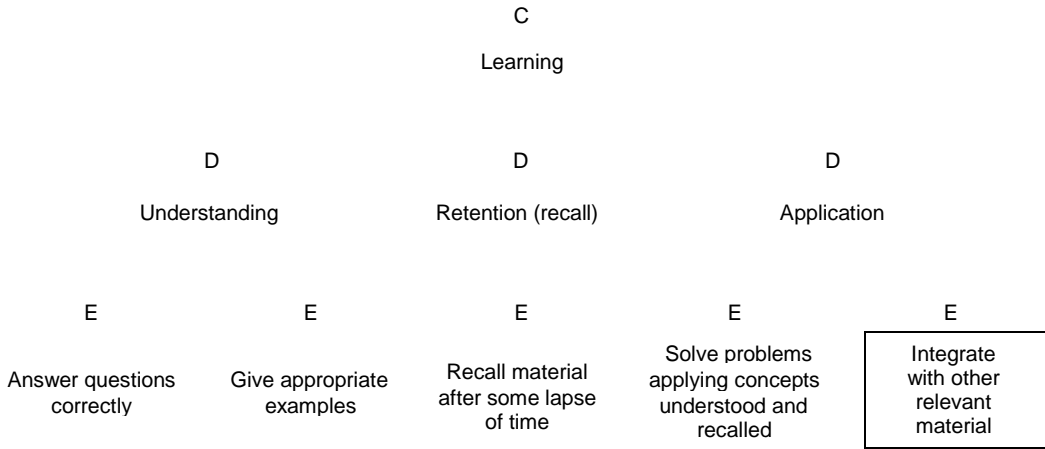 C
Learning
D D D
Understanding Retention (recall) Application
E E E E E
Answer questions
correctly
Give appropriate
examples
Recall material
after some lapse
of time
Solve problems
applying concepts
understood and
recalled
Integrate
with other
relevant
material